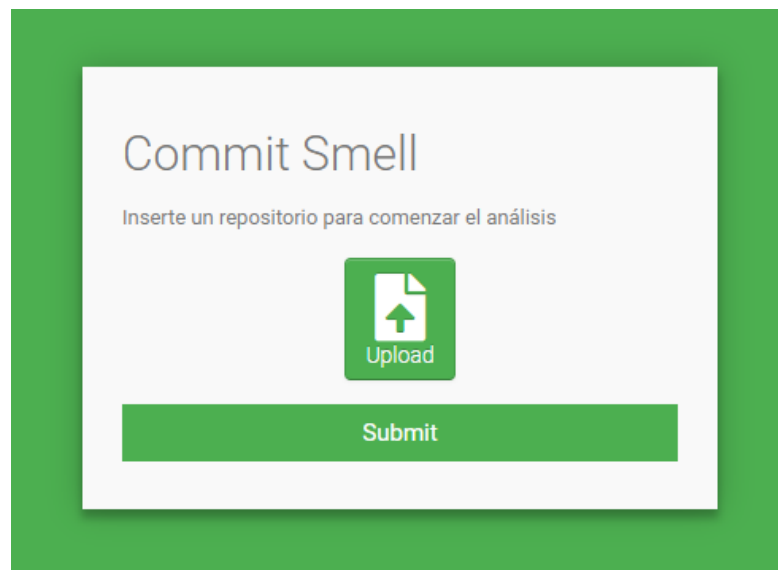 Commit Smell
Inserte un repositorio para comenzar el análisis
Upload
Submit